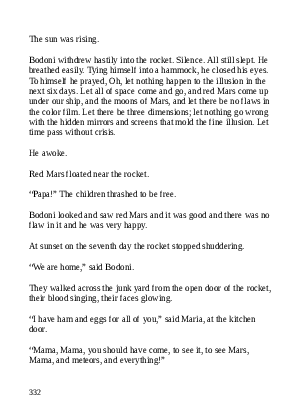 The sun was rising.
Bodoni withdrew hastily into the rocket. Silence. All still slept. He
breathed easily. Tying himself into a hammock, he closed his eyes.
To himself he prayed, Oh, let nothing happen to the illusion in the
next six days. Let all of space come and go, and red Mars come up
under our ship, and the moons of Mars, and let there be no flaws in
the color film. Let there be three dimensions; let nothing go wrong
with the hidden mirrors and screens that mold the fine illusion. Let
time pass without crisis.
He awoke.
Red Mars floated near the rocket.
“Papa!” The children thrashed to be free.
Bodoni looked and saw red Mars and it was good and there was no
flaw in it and he was very happy.
At sunset on the seventh day the rocket stopped shuddering.
“We are home,” said Bodoni.
They walked across the junk yard from the open door of the rocket,
their blood singing, their faces glowing.
“I have ham and eggs for all of you,” said Maria, at the kitchen
door.
“Mama, Mama, you should have come, to see it, to see Mars,
Mama, and meteors, and everything!”
332